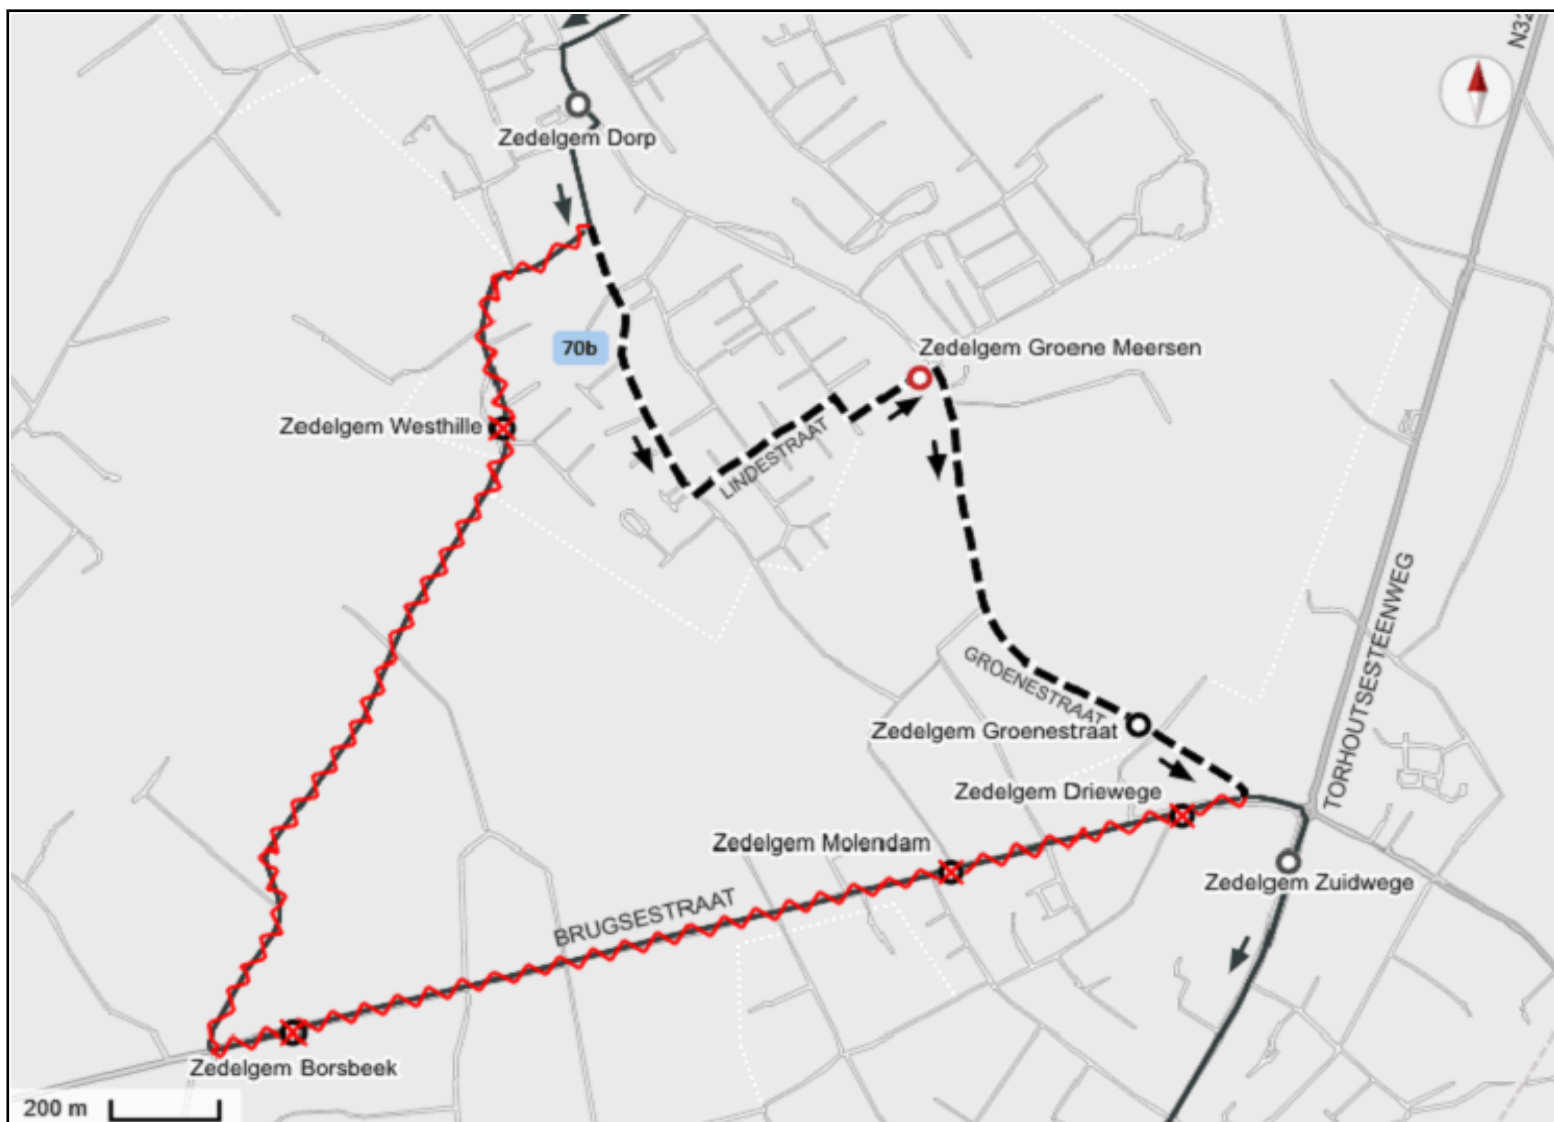 N32
Zedelgem Dorp
70b
Zedelgem Groene Meersen
Zedelgem Westhille
LINDESTRAAT
GROENESTRAAT
TORHOUTSESTEENWEG
Zedelgem Groenestraat
Zedelgem Driewege
Zedelgem Molendam
Zedelgem Zuidwege
BRUGSESTRAAT
Zedelgem Borsbeek
200 m